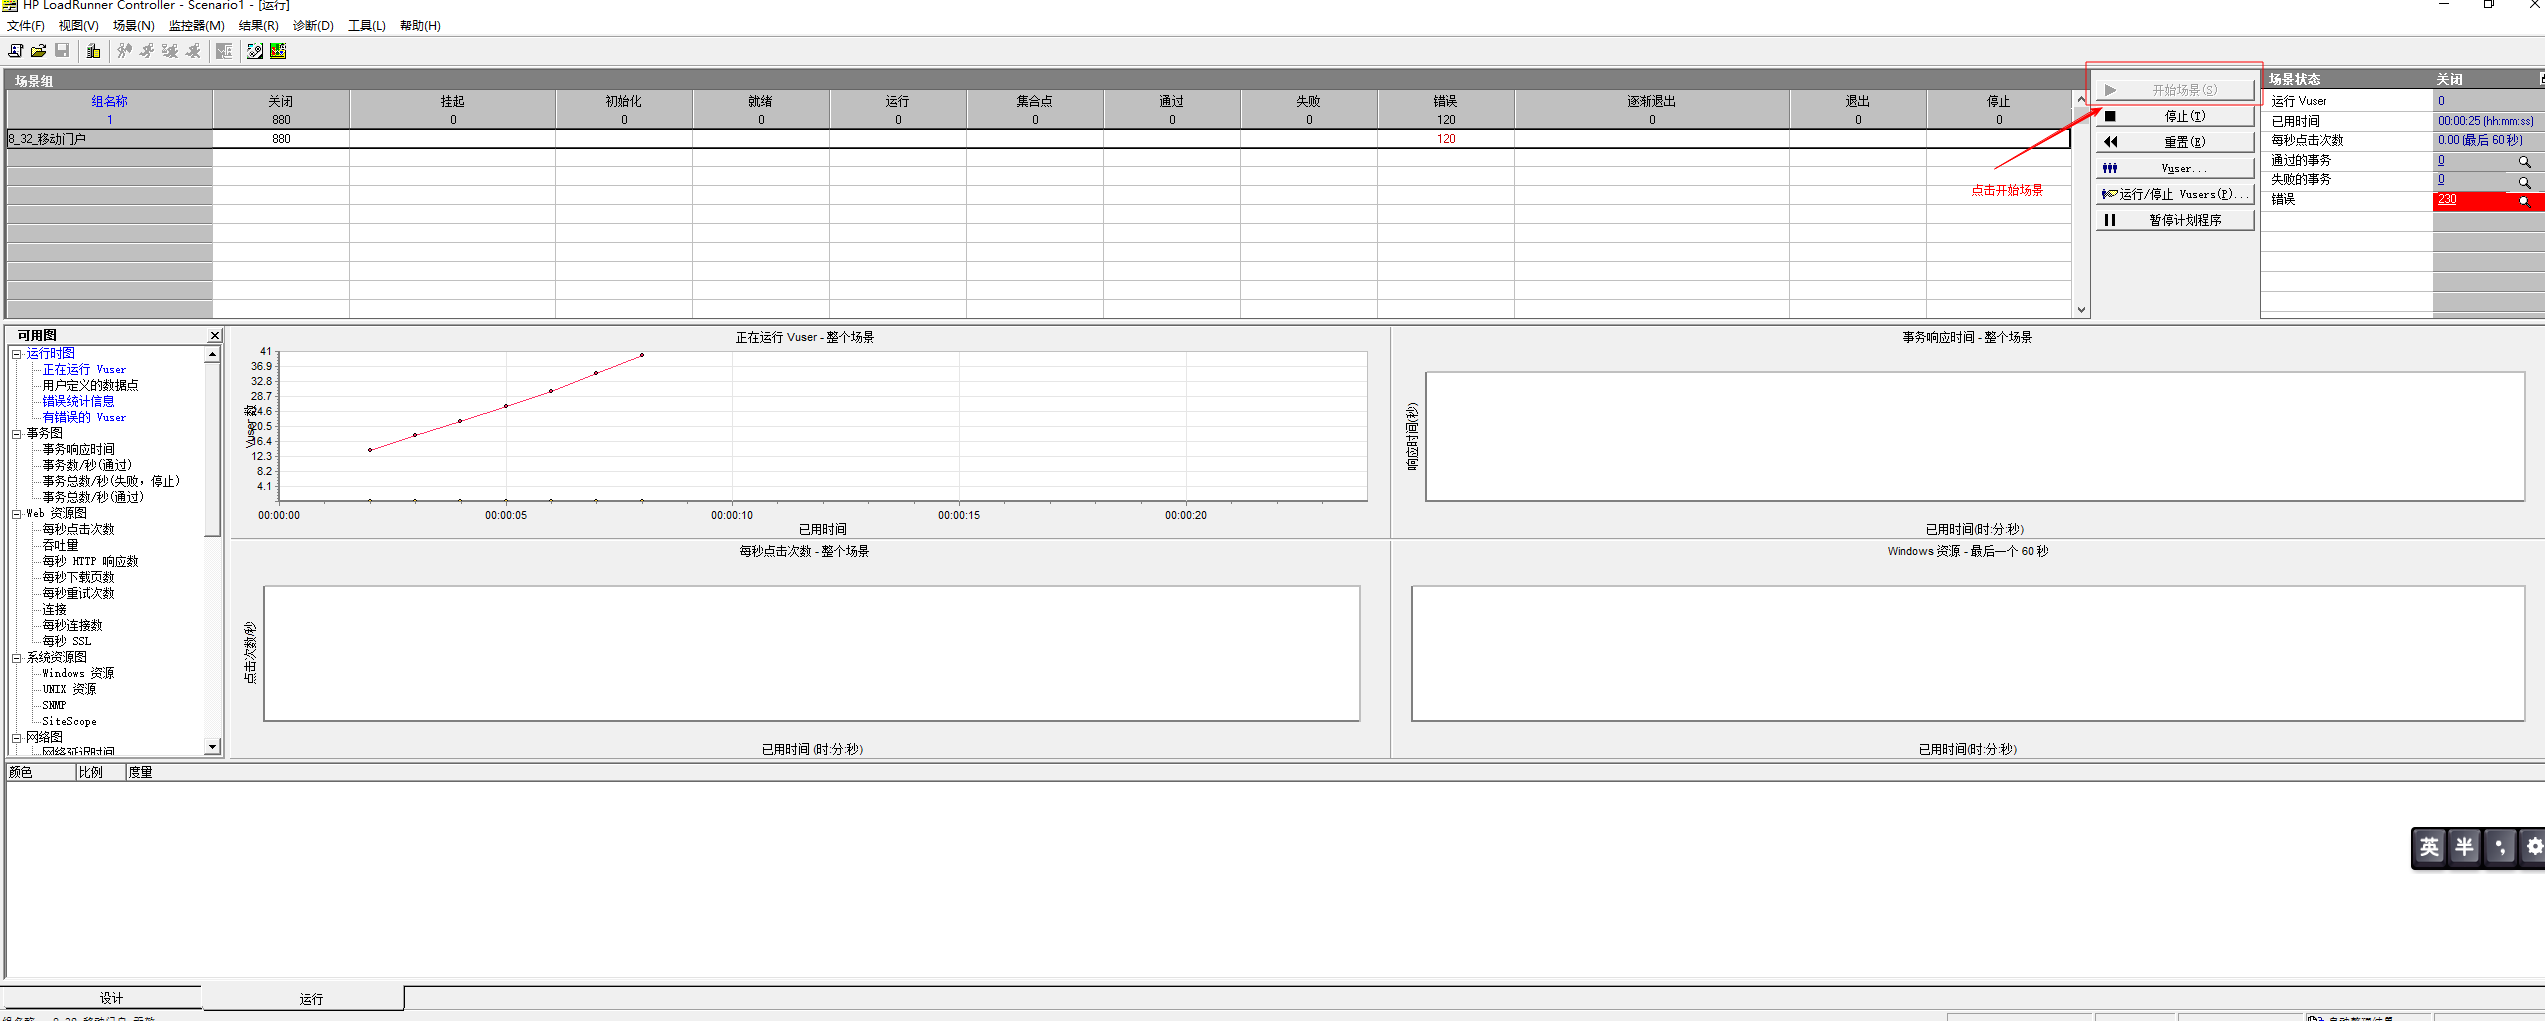 HP LoadRunner Controller - Scenario1 - [运行]
文件(F) 视图(V) 场景(N) 监控器(M) 结果(R) 诊断(D) 工具(L) 帮助(H)
场景组
组名称 关闭 挂起 初始化 就绪 运行 集合点 通过 失败 错误 逐渐退出 退出 停止
1 880 0 0 0 0 0 0 0 120 0 0 0
8_32_移动门户 880 120
点击开始场景
开始场景(S)
停止(T)
重置(E)
Vuser...
运行/停止 Vusers(P)...
暂停计划程序
场景状态 关闭
运行 Vuser 0
已用时间 00:00:25 (hh:mm:ss)
每秒点击次数 0.00 (最后 60 秒)
通过的事务 0
失败的事务 0
错误 230
可用图
运行时图
正在运行 Vuser
用户定义的数据点
错误统计信息
有错误的 Vuser
事务图
事务响应时间
事务数/秒(通过)
事务总数/秒(失败，停止)
事务总数/秒(通过)
Web 资源图
每秒点击次数
吞吐量
每秒 HTTP 响应数
每秒下载页数
每秒重试次数
连接
每秒连接数
每秒 SSL
系统资源图
Windows 资源
UNIX 资源
SNMP
SiteScope
网络图
网络延迟时间
正在运行 Vuser - 整个场景
41
36.9
32.8
28.7
24.6
20.5
16.4
12.3
8.2
4.1
Vuser 数
00:00:00 00:00:05 00:00:10 00:00:15 00:00:20
已用时间
事务响应时间 - 整个场景
响应时间(秒)
已用时间(时:分:秒)
每秒点击次数 - 整个场景
点击次数/秒
已用时间 (时:分:秒)
Windows 资源 - 最后一个 60 秒
已用时间(时:分:秒)
颜色 比例 度量
英 半
设计 运行